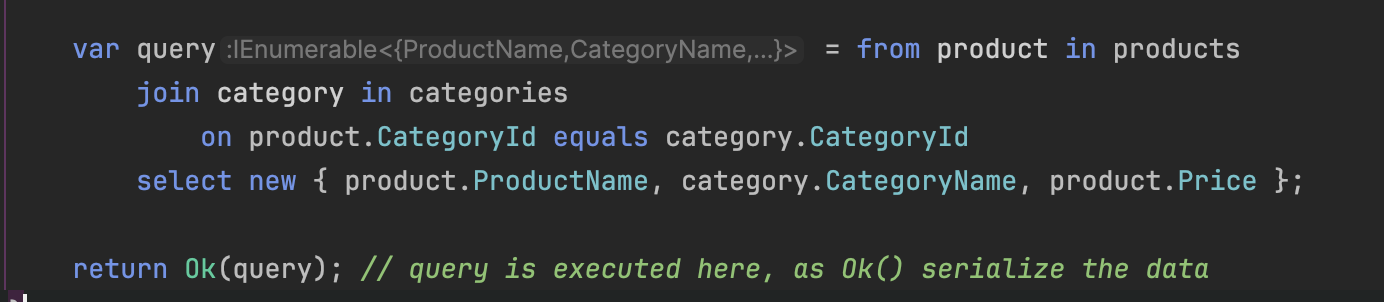 var query :IEnumerable<{ProductName,CategoryName,...}> = from product in products
join category in categories
on product.CategoryId equals category.CategoryId
select new { product.ProductName, category.CategoryName, product.Price };
return Ok(query); // query is executed here, as Ok() serialize the data